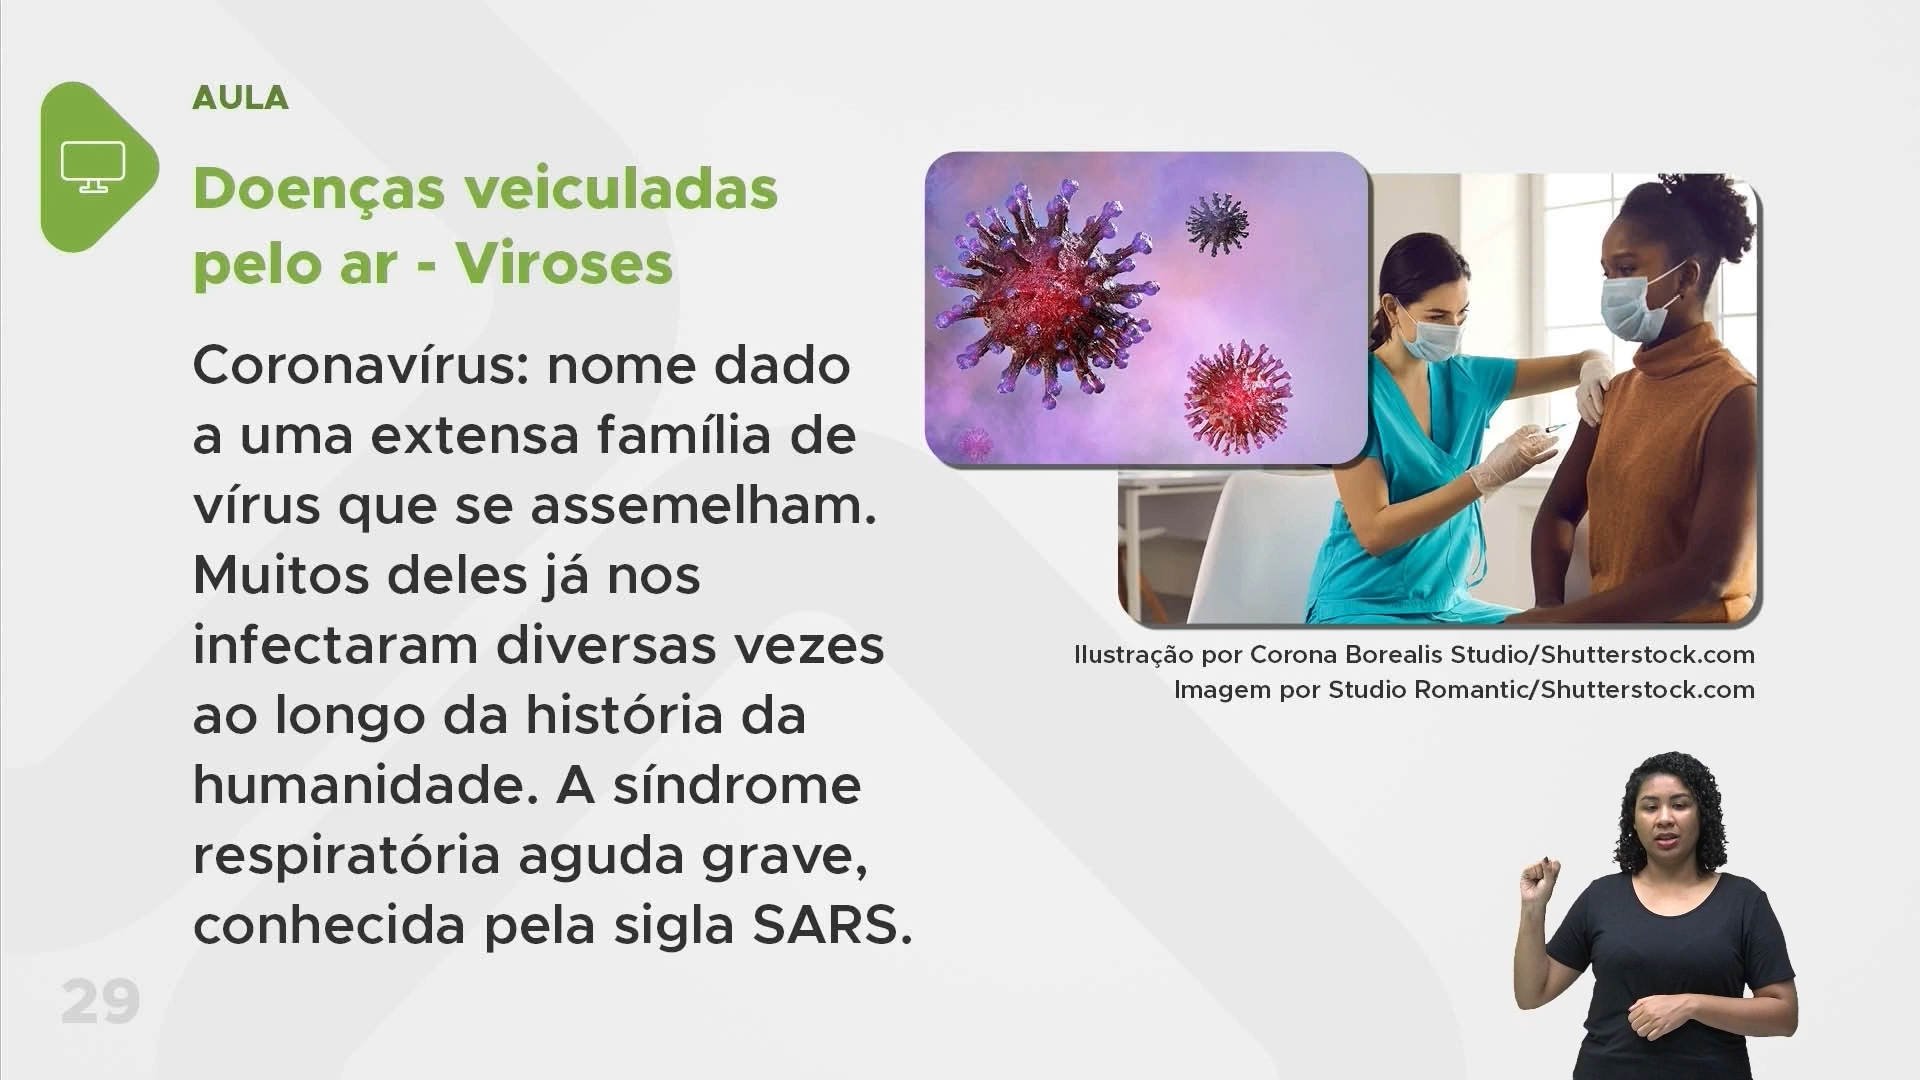 AULA
Doenças veiculadas
pelo ar - Viroses
Coronavírus: nome dado
a uma extensa família de
vírus que se assemelham.
Muitos deles já nos
infectaram diversas vezes
ao longo da história da
humanidade. A síndrome
respiratória aguda grave,
conhecida pela sigla SARS.
Ilustração por Corona Borealis Studio/Shutterstock.com
Imagem por Studio Romantic/Shutterstock.com
29